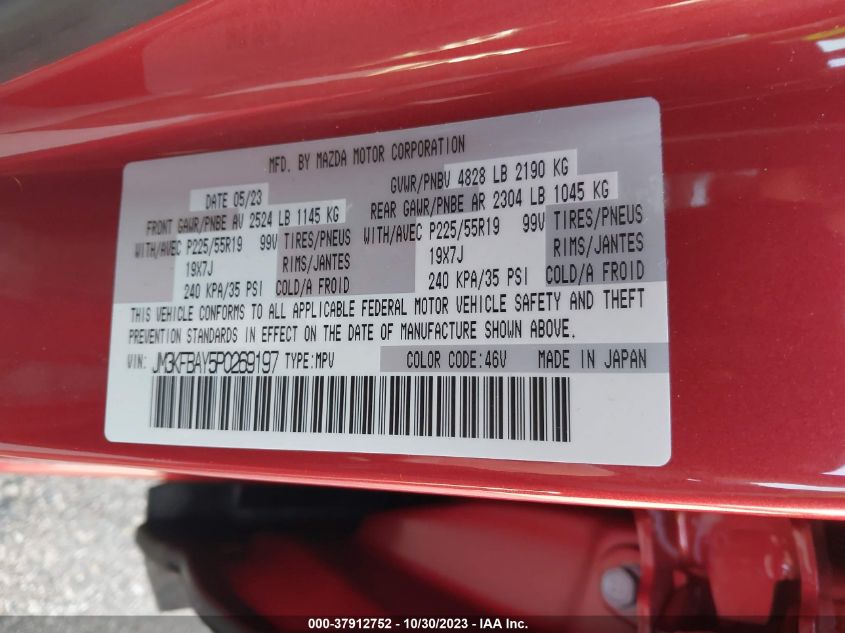 MFD. BY MAZDA MOTOR CORPORATION
DATE 05/23 GVWR/PNBV 4828 LB 2190 KG
FRONT GAWR/PNBE AV 2524 LB 1145 KG REAR GAWR/PNBE AR 2304 LB 1045 KG
WITH/AVEC P225/55R19 99V TIRES/PNEUS WITH/AVEC P225/55R19 99V TIRES/PNEUS
19X7J RIMS/JANTES 19X7J RIMS/JANTES
240 KPA/35 PSI COLD/A FROID 240 KPA/35 PSI COLD/A FROID
THIS VEHICLE CONFORMS TO ALL APPLICABLE FEDERAL MOTOR VEHICLE SAFETY AND THEFT
PREVENTION STANDARDS IN EFFECT ON THE DATE OF MANUFACTURE SHOWN ABOVE.
VIN: JM3KFBAY5P0269197 TYPE:MPV COLOR CODE:46V MADE IN JAPAN
000-37912752 - 10/30/2023 - IAA Inc.